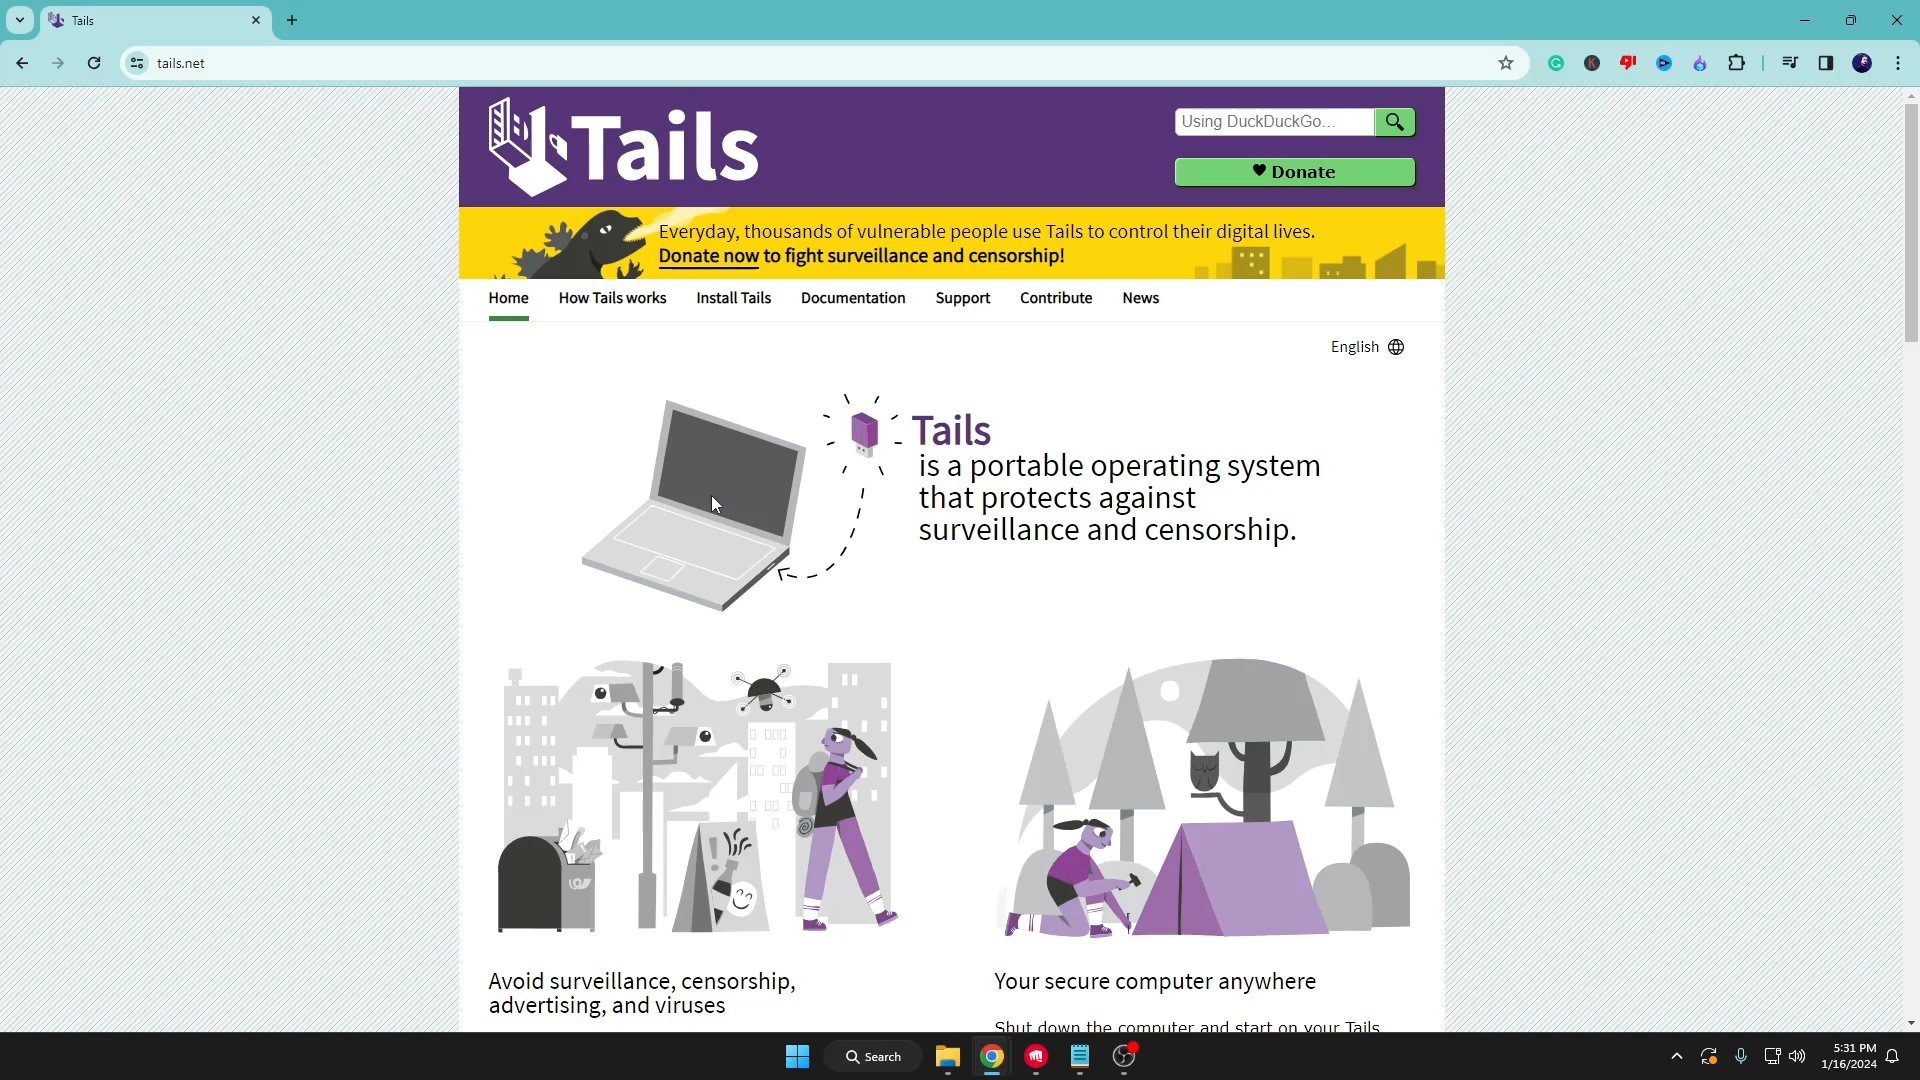 Tails
tails.net
Tails
Using DuckDuckGo...
Donate
Everyday, thousands of vulnerable people use Tails to control their digital lives.
Donate now to fight surveillance and censorship!
Home How Tails works Install Tails Documentation Support Contribute News
English
Tails
is a portable operating system
that protects against
surveillance and censorship.
Avoid surveillance, censorship,
advertising, and viruses
Your secure computer anywhere
Shut down the computer and start on your Tails
Search
5:31 PM
1/16/2024